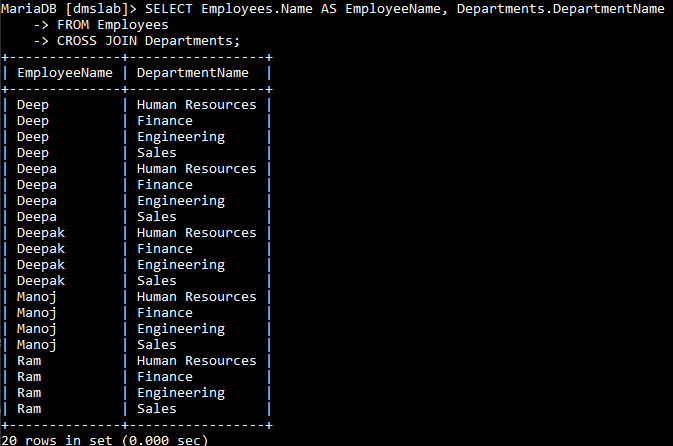 MariaDB [dmslab]> SELECT Employees.Name AS EmployeeName, Departments.DepartmentName
    -> FROM Employees
    -> CROSS JOIN Departments;
+--------------+-----------------+
| EmployeeName | DepartmentName  |
+--------------+-----------------+
| Deep         | Human Resources |
| Deep         | Finance         |
| Deep         | Engineering     |
| Deep         | Sales           |
| Deepa        | Human Resources |
| Deepa        | Finance         |
| Deepa        | Engineering     |
| Deepa        | Sales           |
| Deepak       | Human Resources |
| Deepak       | Finance         |
| Deepak       | Engineering     |
| Deepak       | Sales           |
| Manoj        | Human Resources |
| Manoj        | Finance         |
| Manoj        | Engineering     |
| Manoj        | Sales           |
| Ram          | Human Resources |
| Ram          | Finance         |
| Ram          | Engineering     |
| Ram          | Sales           |
+--------------+-----------------+
20 rows in set (0.000 sec)